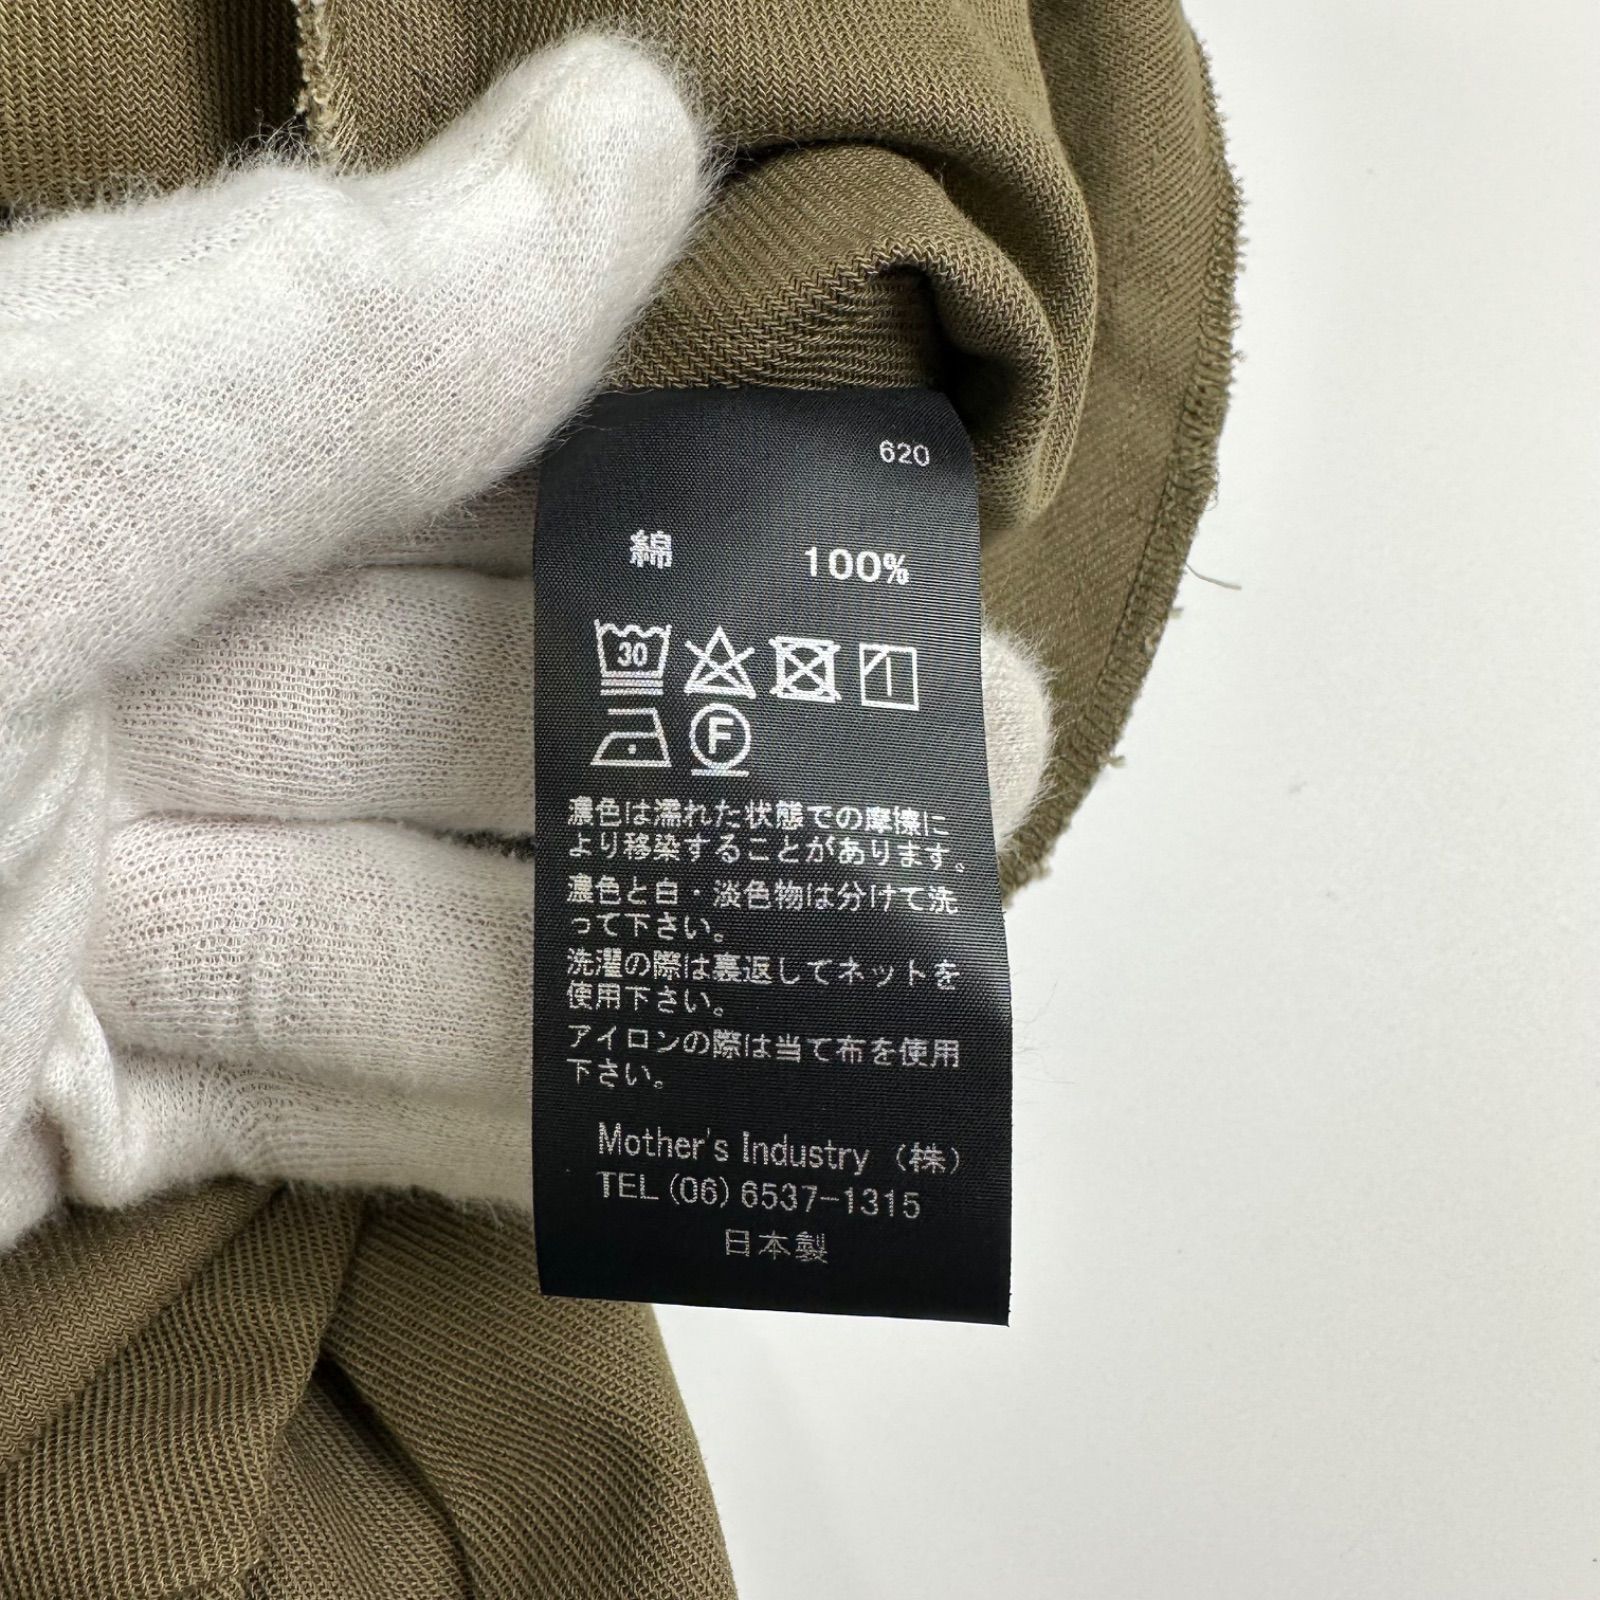 620
綿 100%
30
F
濃色は濡れた状態での摩擦に
より移染することがあります。
濃色と白・淡色物は分けて洗
って下さい。
洗濯の際は裏返してネットを
使用下さい。
アイロンの際は当て布を使用
下さい。
Mother's Industry (株)
TEL(06)6537-1315
日本製